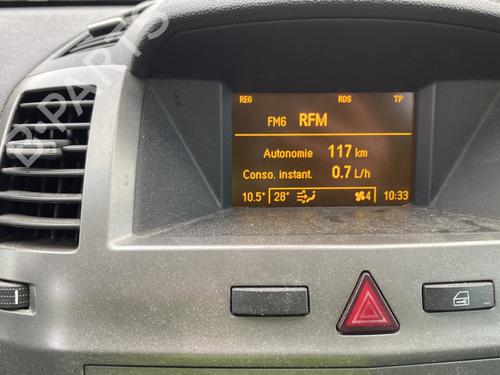 B-PARTS
REG RDS TP
FM6 RFM
Autonomie 117 km
Conso. instant. 0.7 L/h
10.5° 28° 4 10:33